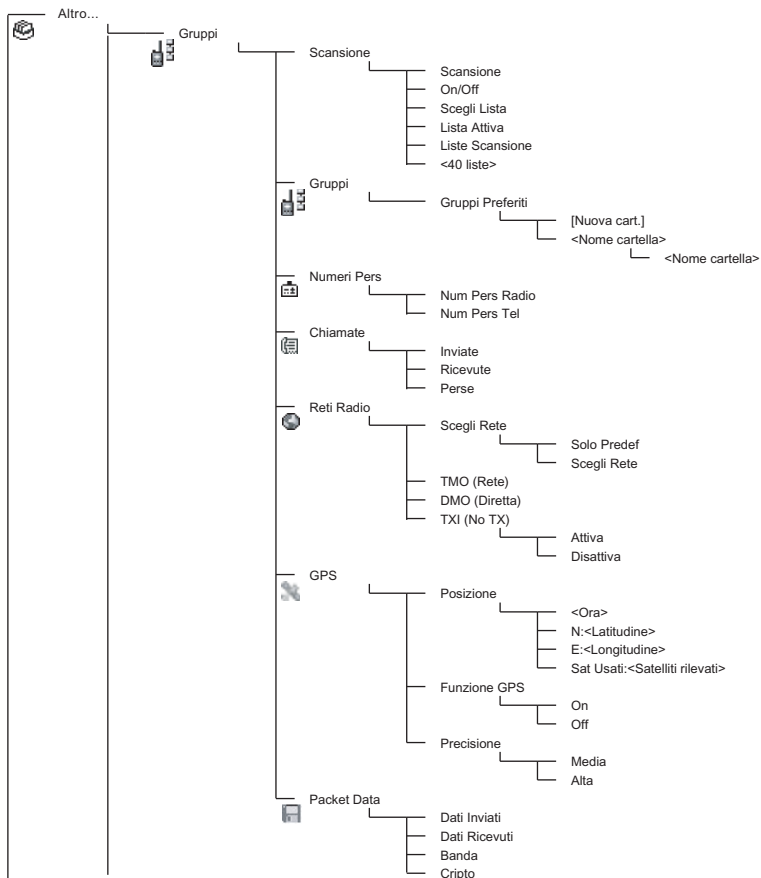 Altro...
Gruppi
Scansione
Scansione
On/Off
Scegli Lista
Lista Attiva
Liste Scansione
<40 liste>
Gruppi
Gruppi Preferiti
[Nuova cart.]
<Nome cartella>
<Nome cartella>
Numeri Pers
Num Pers Radio
Num Pers Tel
Chiamate
Inviate
Ricevute
Perse
Reti Radio
Scegli Rete
Solo Predef
Scegli Rete
TMO (Rete)
DMO (Diretta)
TXI (No TX)
Attiva
Disattiva
GPS
Posizione
<Ora>
N:<Latitudine>
E:<Longitudine>
Sat Usati:<Satelliti rilevati>
Funzione GPS
On
Off
Precisione
Media
Alta
Packet Data
Dati Inviati
Dati Ricevuti
Banda
Cripto